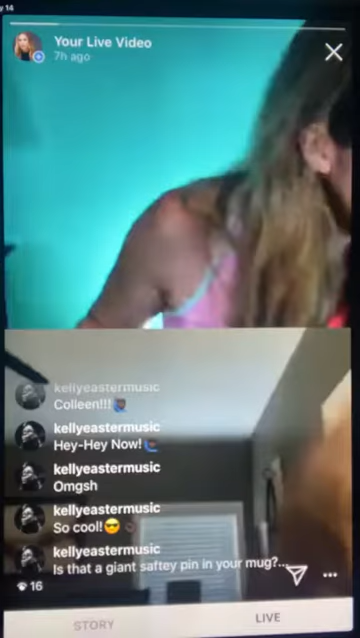 y 14
Your Live Video
7h ago
kellyeastermusic
Colleen!!!
kellyeastermusic
Hey-Hey Now!
kellyeastermusic
Omgsh
kellyeastermusic
So cool!
kellyeastermusic
Is that a giant saftey pin in your mug?...
16
STORY
LIVE